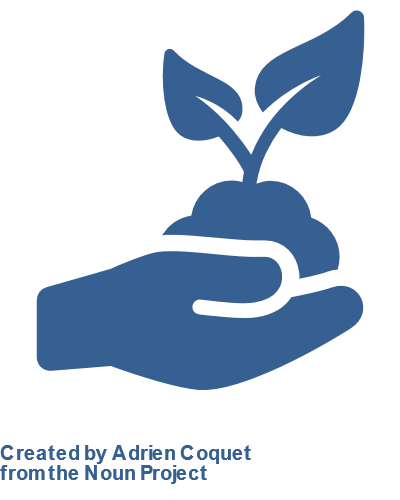 Created by Adrien Coquet
from the Noun Project